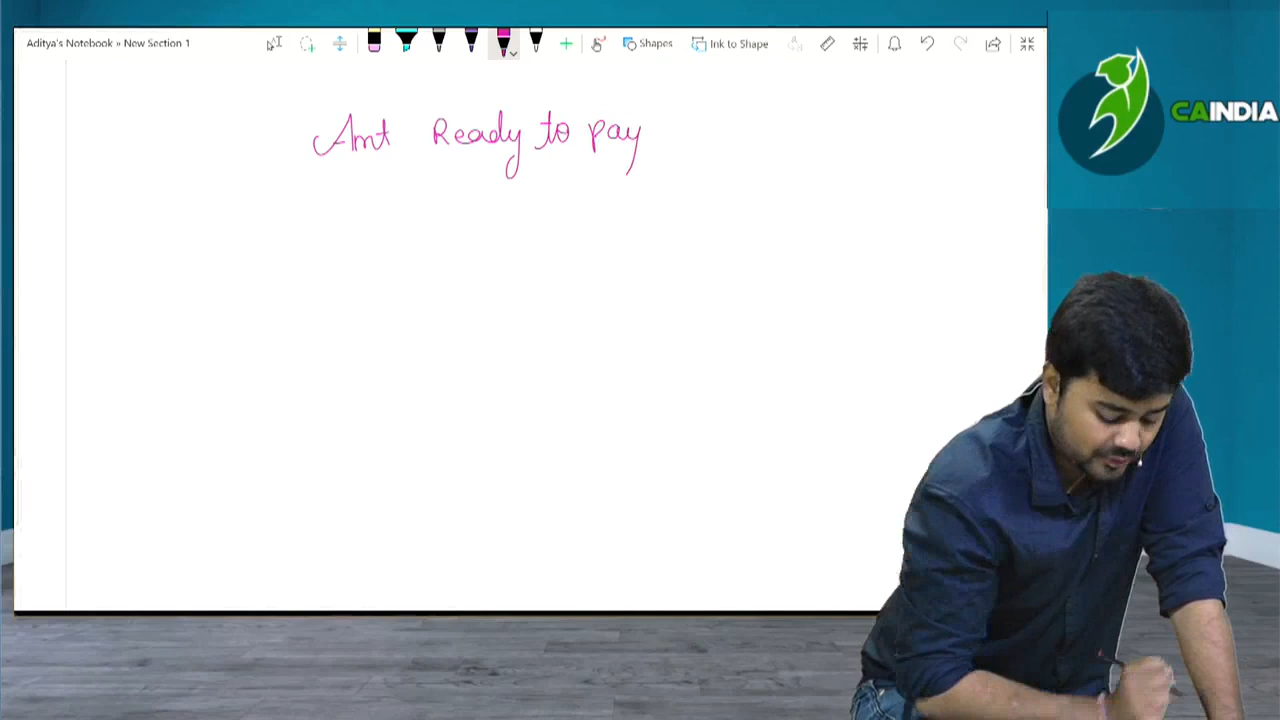 Aditya's Notebook » New Section 1
Shapes
Ink to Shape
CAINDIA
Amt Ready to pay